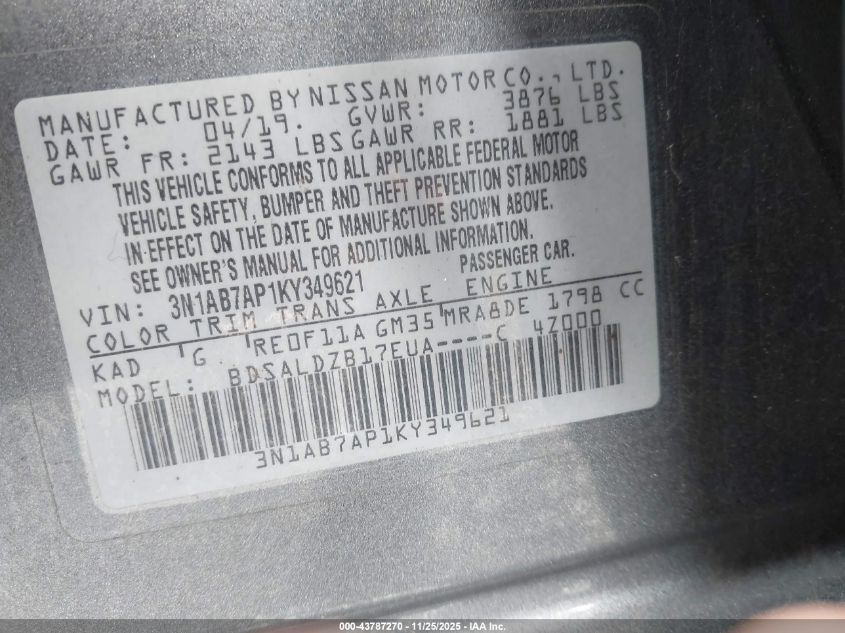 MANUFACTURED BY NISSAN MOTOR CO., LTD.
DATE: 04/19. GVWR: 3876 LBS
GAWR FR: 2143 LBS GAWR RR: 1881 LBS
THIS VEHICLE CONFORMS TO ALL APPLICABLE FEDERAL MOTOR
VEHICLE SAFETY, BUMPER AND THEFT PREVENTION STANDARDS
IN EFFECT ON THE DATE OF MANUFACTURE SHOWN ABOVE.
SEE OWNER'S MANUAL FOR ADDITIONAL INFORMATION.
VIN: 3N1AB7AP1KY349621 PASSENGER CAR.
COLOR TRIM TRANS AXLE ENGINE
KAD G RE0F11A GM35 MRA8DE 1798 CC
MODEL: BDSALDZB17EUA----C 4Z000
3N1AB7AP1KY349621
000-43787270 - 11/25/2025 - IAA Inc.